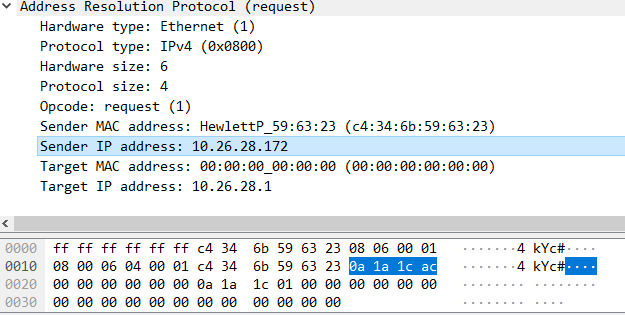 Address Resolution Protocol (request)
Hardware type: Ethernet (1)
Protocol type: IPv4 (0x0800)
Hardware size: 6
Protocol size: 4
Opcode: request (1)
Sender MAC address: HewlettP_59:63:23 (c4:34:6b:59:63:23)
Sender IP address: 10.26.28.172
Target MAC address: 00:00:00_00:00:00 (00:00:00:00:00:00)
Target IP address: 10.26.28.1
0000 ff ff ff ff ff ff c4 34 6b 59 63 23 08 06 00 01 ·······4 kYc#····
0010 08 00 06 04 00 01 c4 34 6b 59 63 23 0a 1a 1c ac ·······4 kYc#····
0020 00 00 00 00 00 00 0a 1a 1c 01 00 00 00 00 00 00 ········ ········
0030 00 00 00 00 00 00 00 00 00 00 00 00 ········ ····